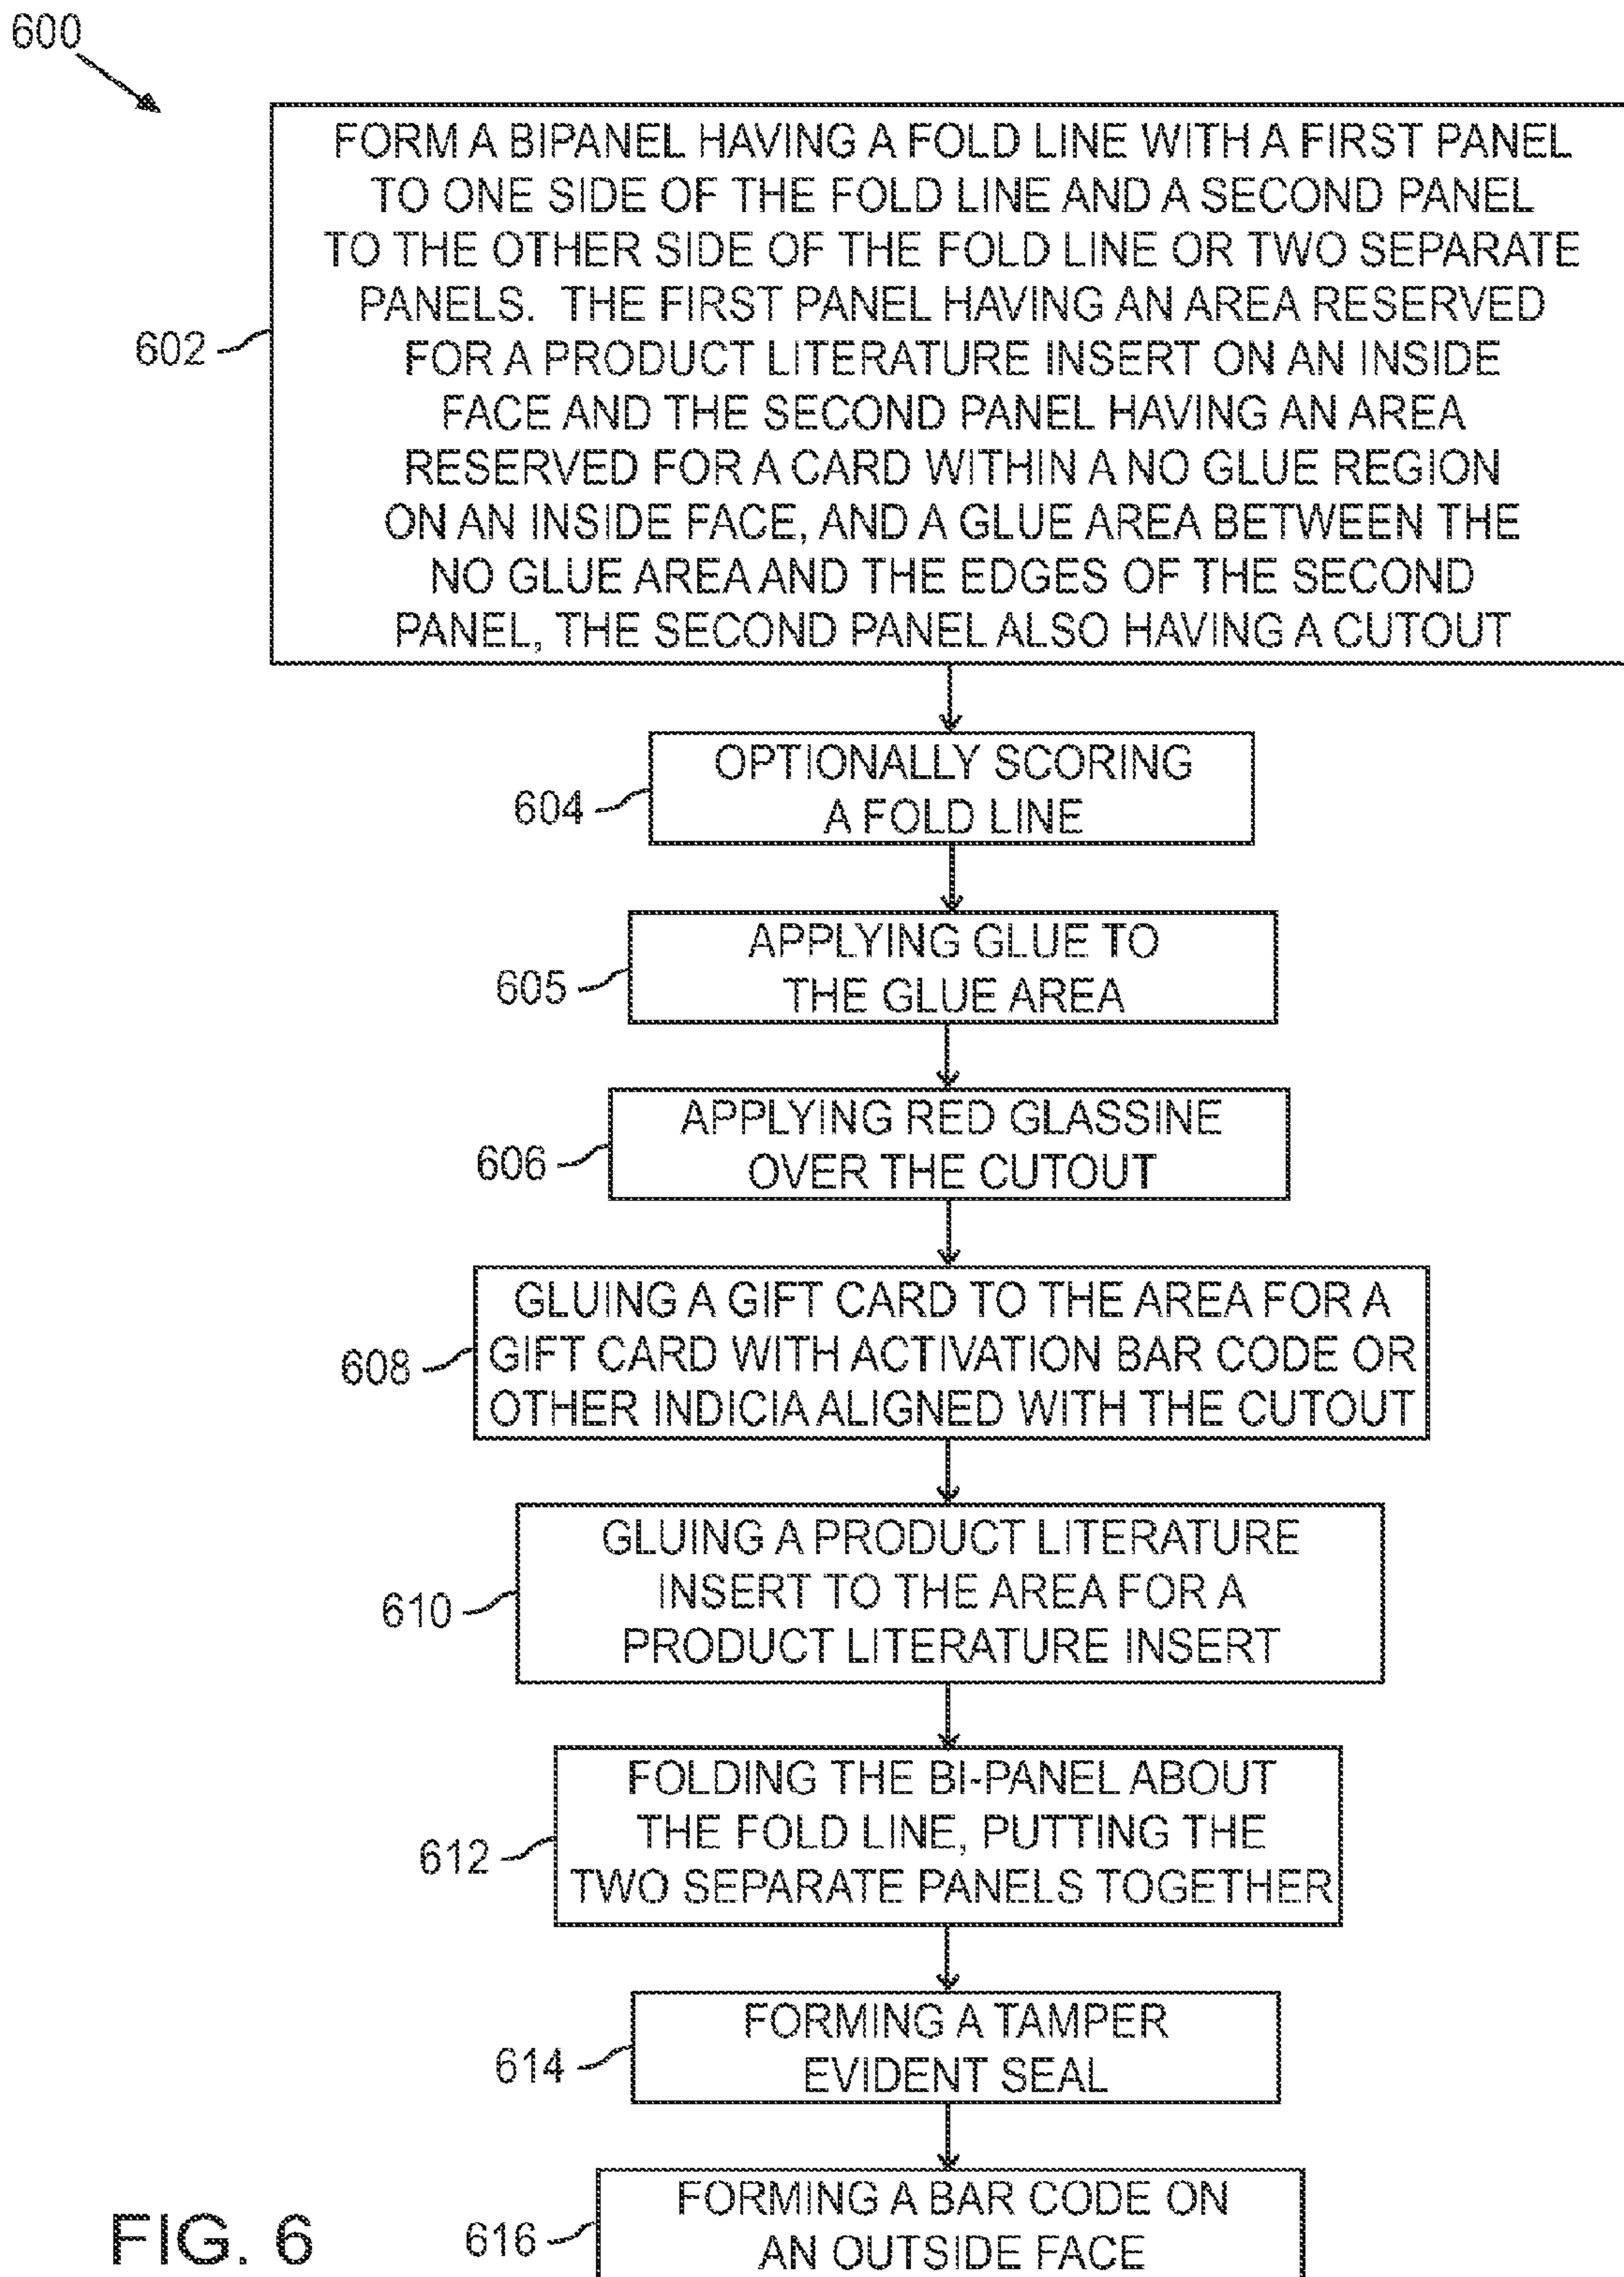 600
FORM A BIPANEL HAVING A FOLD LINE WITH A FIRST PANEL
TO ONE SIDE OF THE FOLD LINE AND A SECOND PANEL
TO THE OTHER SIDE OF THE FOLD LINE OR TWO SEPARATE
PANELS. THE FIRST PANEL HAVING AN AREA RESERVED
602
FOR A PRODUCT LITERATURE INSERT ON AN INSIDE
FACE AND THE SECOND PANEL HAVING AN AREA
RESERVED FOR A CARD WITHIN A NO GLUE REGION
ON AN INSIDE FACE, AND A GLUE AREA BETWEEN THE
NO GLUE AREA AND THE EDGES OF THE SECOND
PANEL, THE SECOND PANEL ALSO HAVING A CUTOUT
604
OPTIONALLY SCORING
A FOLD LINE
605
APPLYING GLUE TO
THE GLUE AREA
606
APPLYING RED GLASSINE
OVER THE CUTOUT
608
GLUING A GIFT CARD TO THE AREA FOR A
GIFT CARD WITH ACTIVATION BAR CODE OR
OTHER INDICIA ALIGNED WITH THE CUTOUT
610
GLUING A PRODUCT LITERATURE
INSERT TO THE AREA FOR A
PRODUCT LITERATURE INSERT
612
FOLDING THE BI-PANEL ABOUT
THE FOLD LINE, PUTTING THE
TWO SEPARATE PANELS TOGETHER
614
FORMING A TAMPER
EVIDENT SEAL
616
FORMING A BAR CODE ON
AN OUTSIDE FACE
FIG. 6